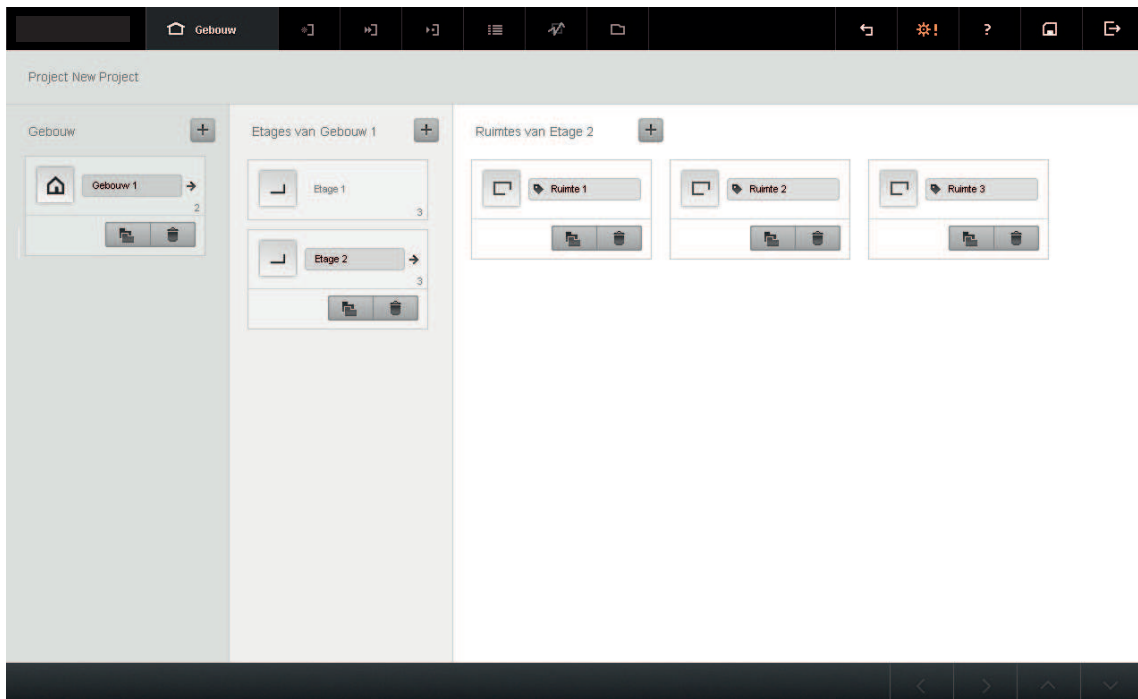 Gebouw
?
Project New Project
Gebouw
Etages van Gebouw 1
Ruimtes van Etage 2
Gebouw 1
2
Etage 1
3
Etage 2
3
Ruimte 1
Ruimte 2
Ruimte 3